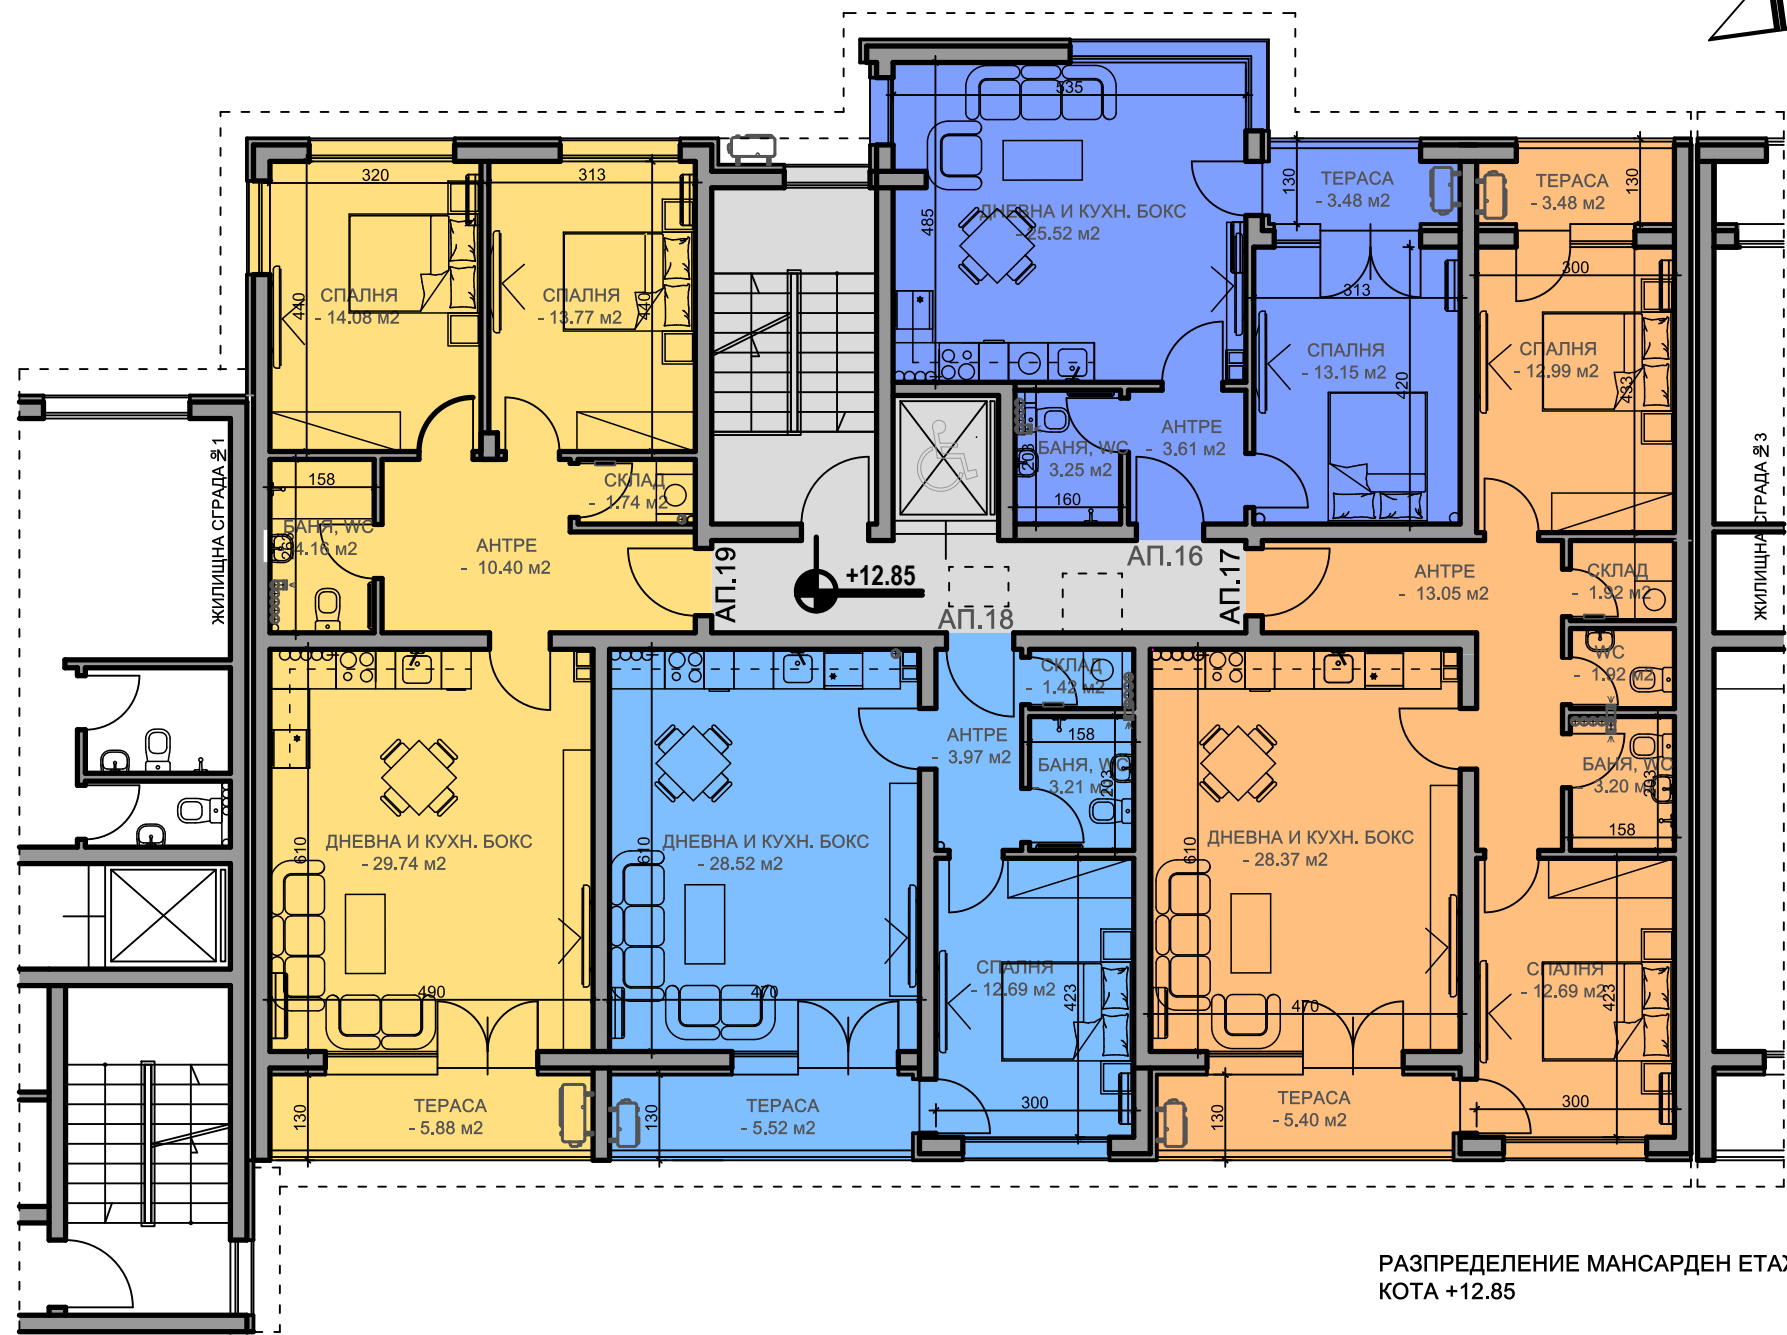 535
320
313
130
ТЕРАСА
- 3.48 м2
ТЕРАСА
- 3.48 м2
130
485
ДНЕВНА И КУХН. БОКС
- 25.52 м2
300
313
440
СПАЛНЯ
- 14.08 м2
СПАЛНЯ
- 13.77 м2
440
СПАЛНЯ
- 13.15 м2
420
СПАЛНЯ
- 12.99 м2
433
ЖИЛИЩНА СГРАДА №1
158
СКЛАД
- 1.74 м2
БАНЯ, WC
4.16 м2
АНТРЕ
- 10.40 м2
203
БАНЯ, WC
3.25 м2
160
АНТРЕ
- 3.61 м2
ЖИЛИЩНА СГРАДА №3
АП.19
+12.85
АП.16
АП.17
АП.18
АНТРЕ
- 13.05 м2
СКЛАД
- 1.92 м2
WC
- 1.92 м2
СКЛАД
- 1.42 м2
АНТРЕ
- 3.97 м2
158
БАНЯ, WC
- 3.21 м2
203
БАНЯ, WC
- 3.20 м2
203
158
610
ДНЕВНА И КУХН. БОКС
- 29.74 м2
610
ДНЕВНА И КУХН. БОКС
- 28.52 м2
610
ДНЕВНА И КУХН. БОКС
- 28.37 м2
СПАЛНЯ
- 12.69 м2
423
СПАЛНЯ
- 12.69 м2
423
490
470
470
130
ТЕРАСА
- 5.88 м2
130
ТЕРАСА
- 5.52 м2
300
130
ТЕРАСА
- 5.40 м2
300
РАЗПРЕДЕЛЕНИЕ МАНСАРДЕН ЕТАЖ
КОТА +12.85